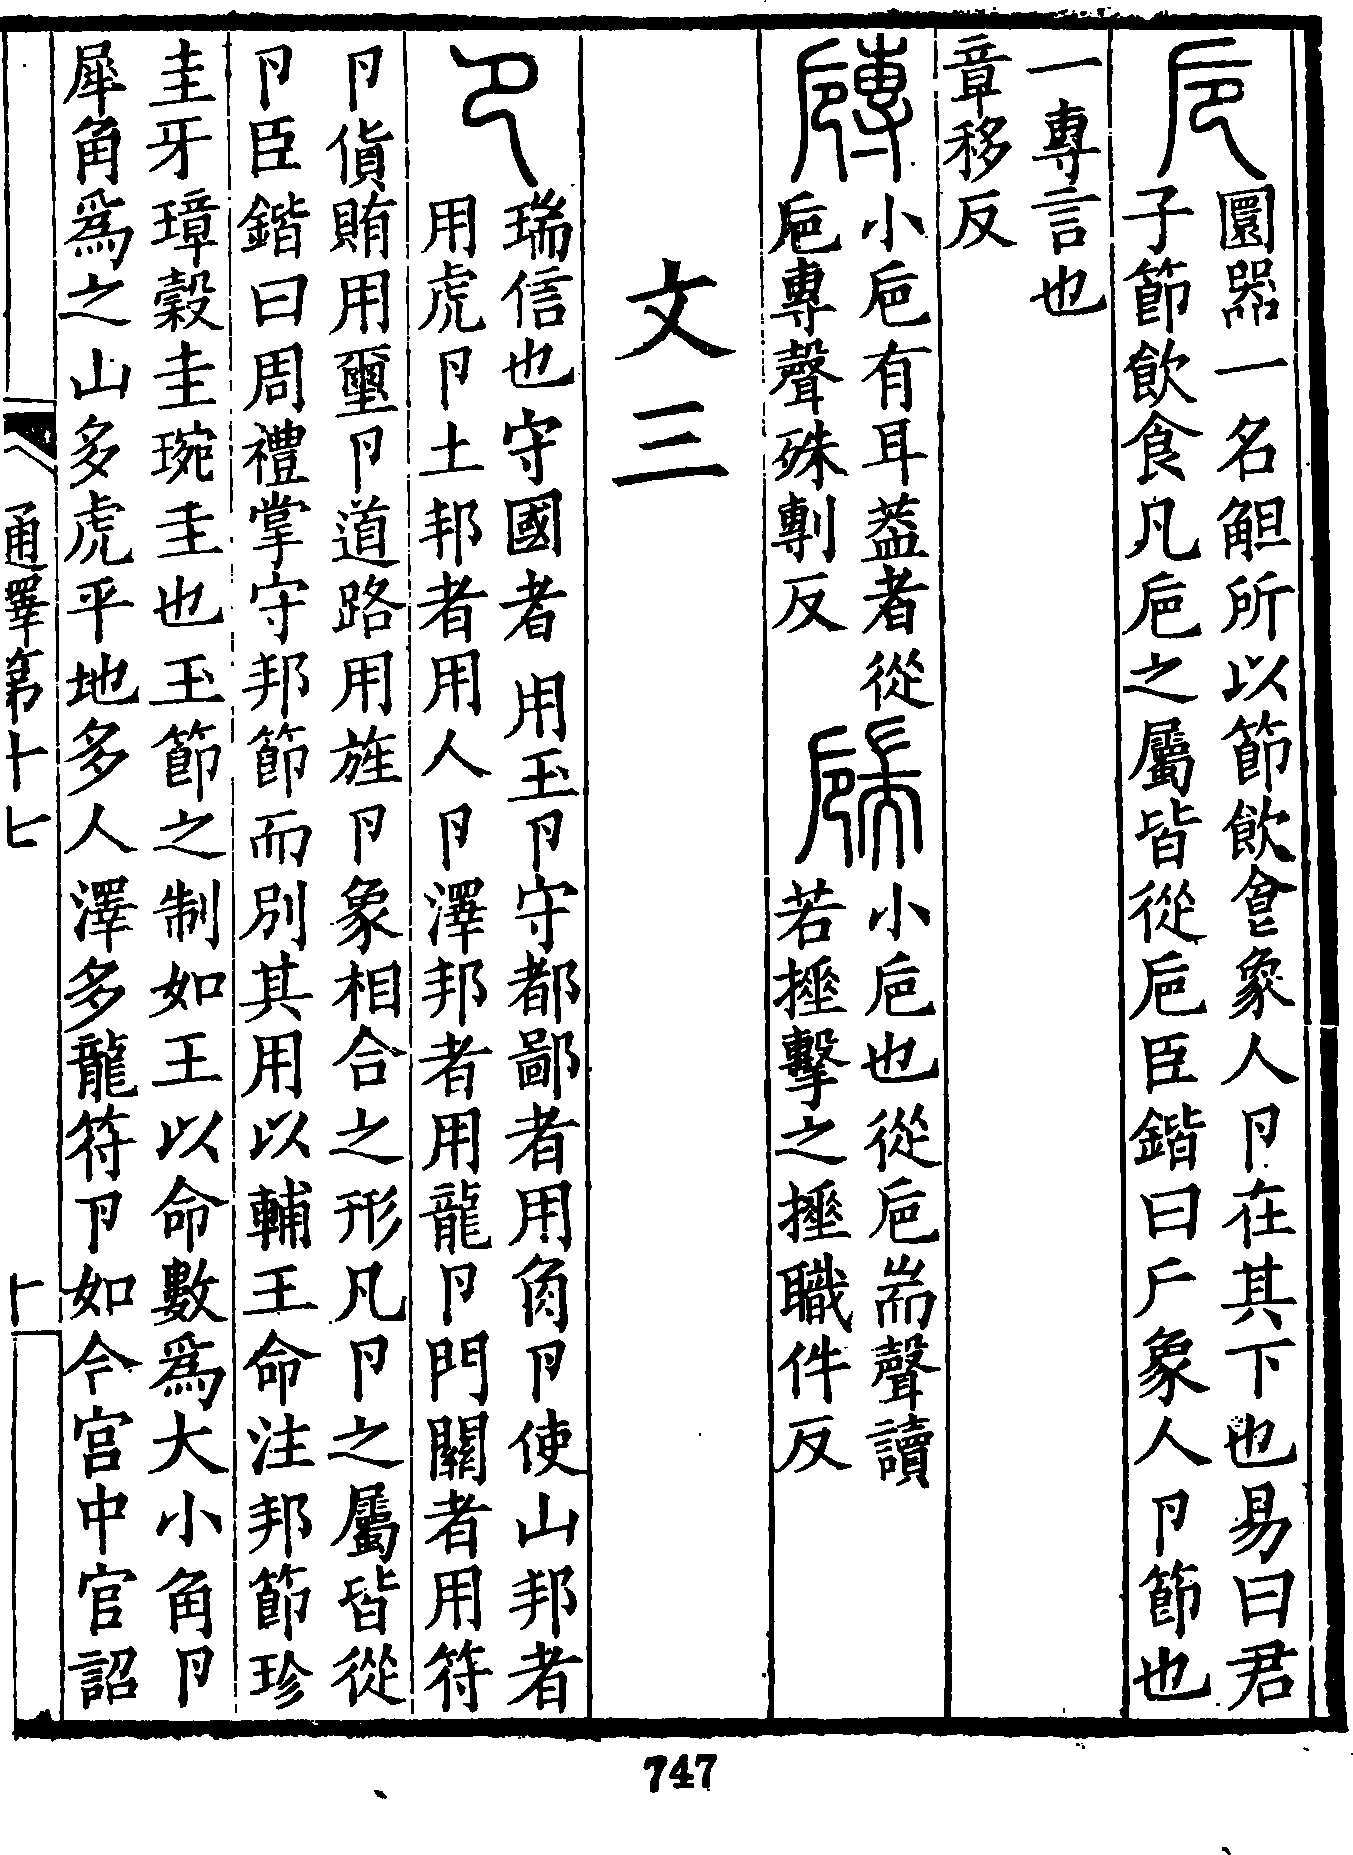 巵
圜器一名觛所以節飲食象人卪在其下也易曰君
子節飲食凡巵之屬皆從巵臣鍇曰𠂆象人卪節也
一專言也
章移反
小巵有耳蓋者從
巵專聲殊剸反
小巵也從巵耑聲讀
若捶擊之捶職件反
文三
卪
瑞信也守國者用玉卪守都鄙者用角卪使山邦者
用虎卪土邦者用人卪澤邦者用龍卪門關者用符
卪貨賄用璽卪道路用旌卪象相合之形凡卪之屬皆從
卪臣鍇曰周禮掌守邦節而別其用以輔王命注邦節珍
圭牙璋穀圭琬圭也玉節之制如王以命數爲大小角卪
犀角爲之山多虎平地多人澤多龍符卪如今宮中官詔
通釋第十七
747